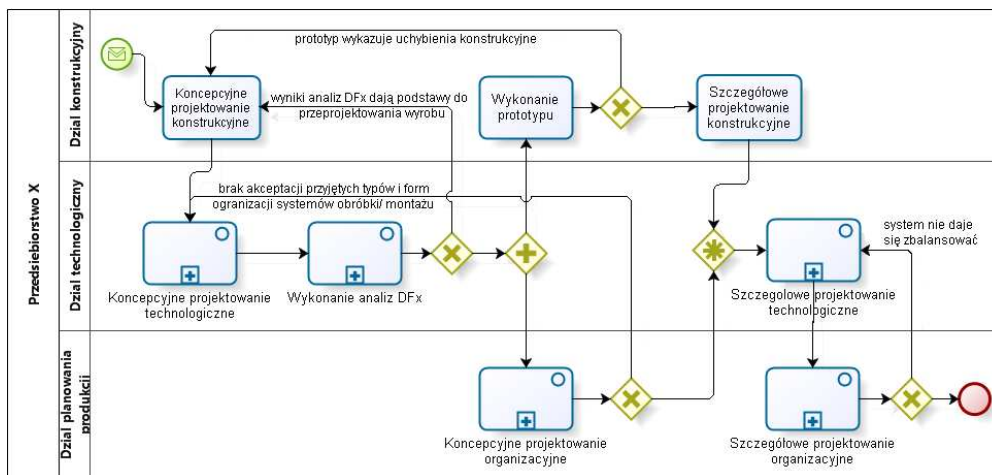 Przedsiębiorstwo X
Dział konstrukcyjny
prototyp wykazuje uchybienia konstrukcyjne
Koncepcyjne
projektowanie
konstrukcyjne
wyniki analiz DFx dają podstawy do
przeprojektowania wyrobu
Wykonanie
prototypu
Szczegółowe
projektowanie
konstrukcyjne
Dział technologiczny
brak akceptacji przyjętych typów i form
ogranizacji systemów obróbki/ montażu
system nie daje
się zbalansować
Koncepcyjne projektowanie
technologiczne
Wykonanie analiz DFx
Szczegolowe projektowanie
technologiczne
Dział planowania
produkcji
Koncepcyjne projektowanie
organizacyjne
Szczegółowe projektowanie
organizacyjne